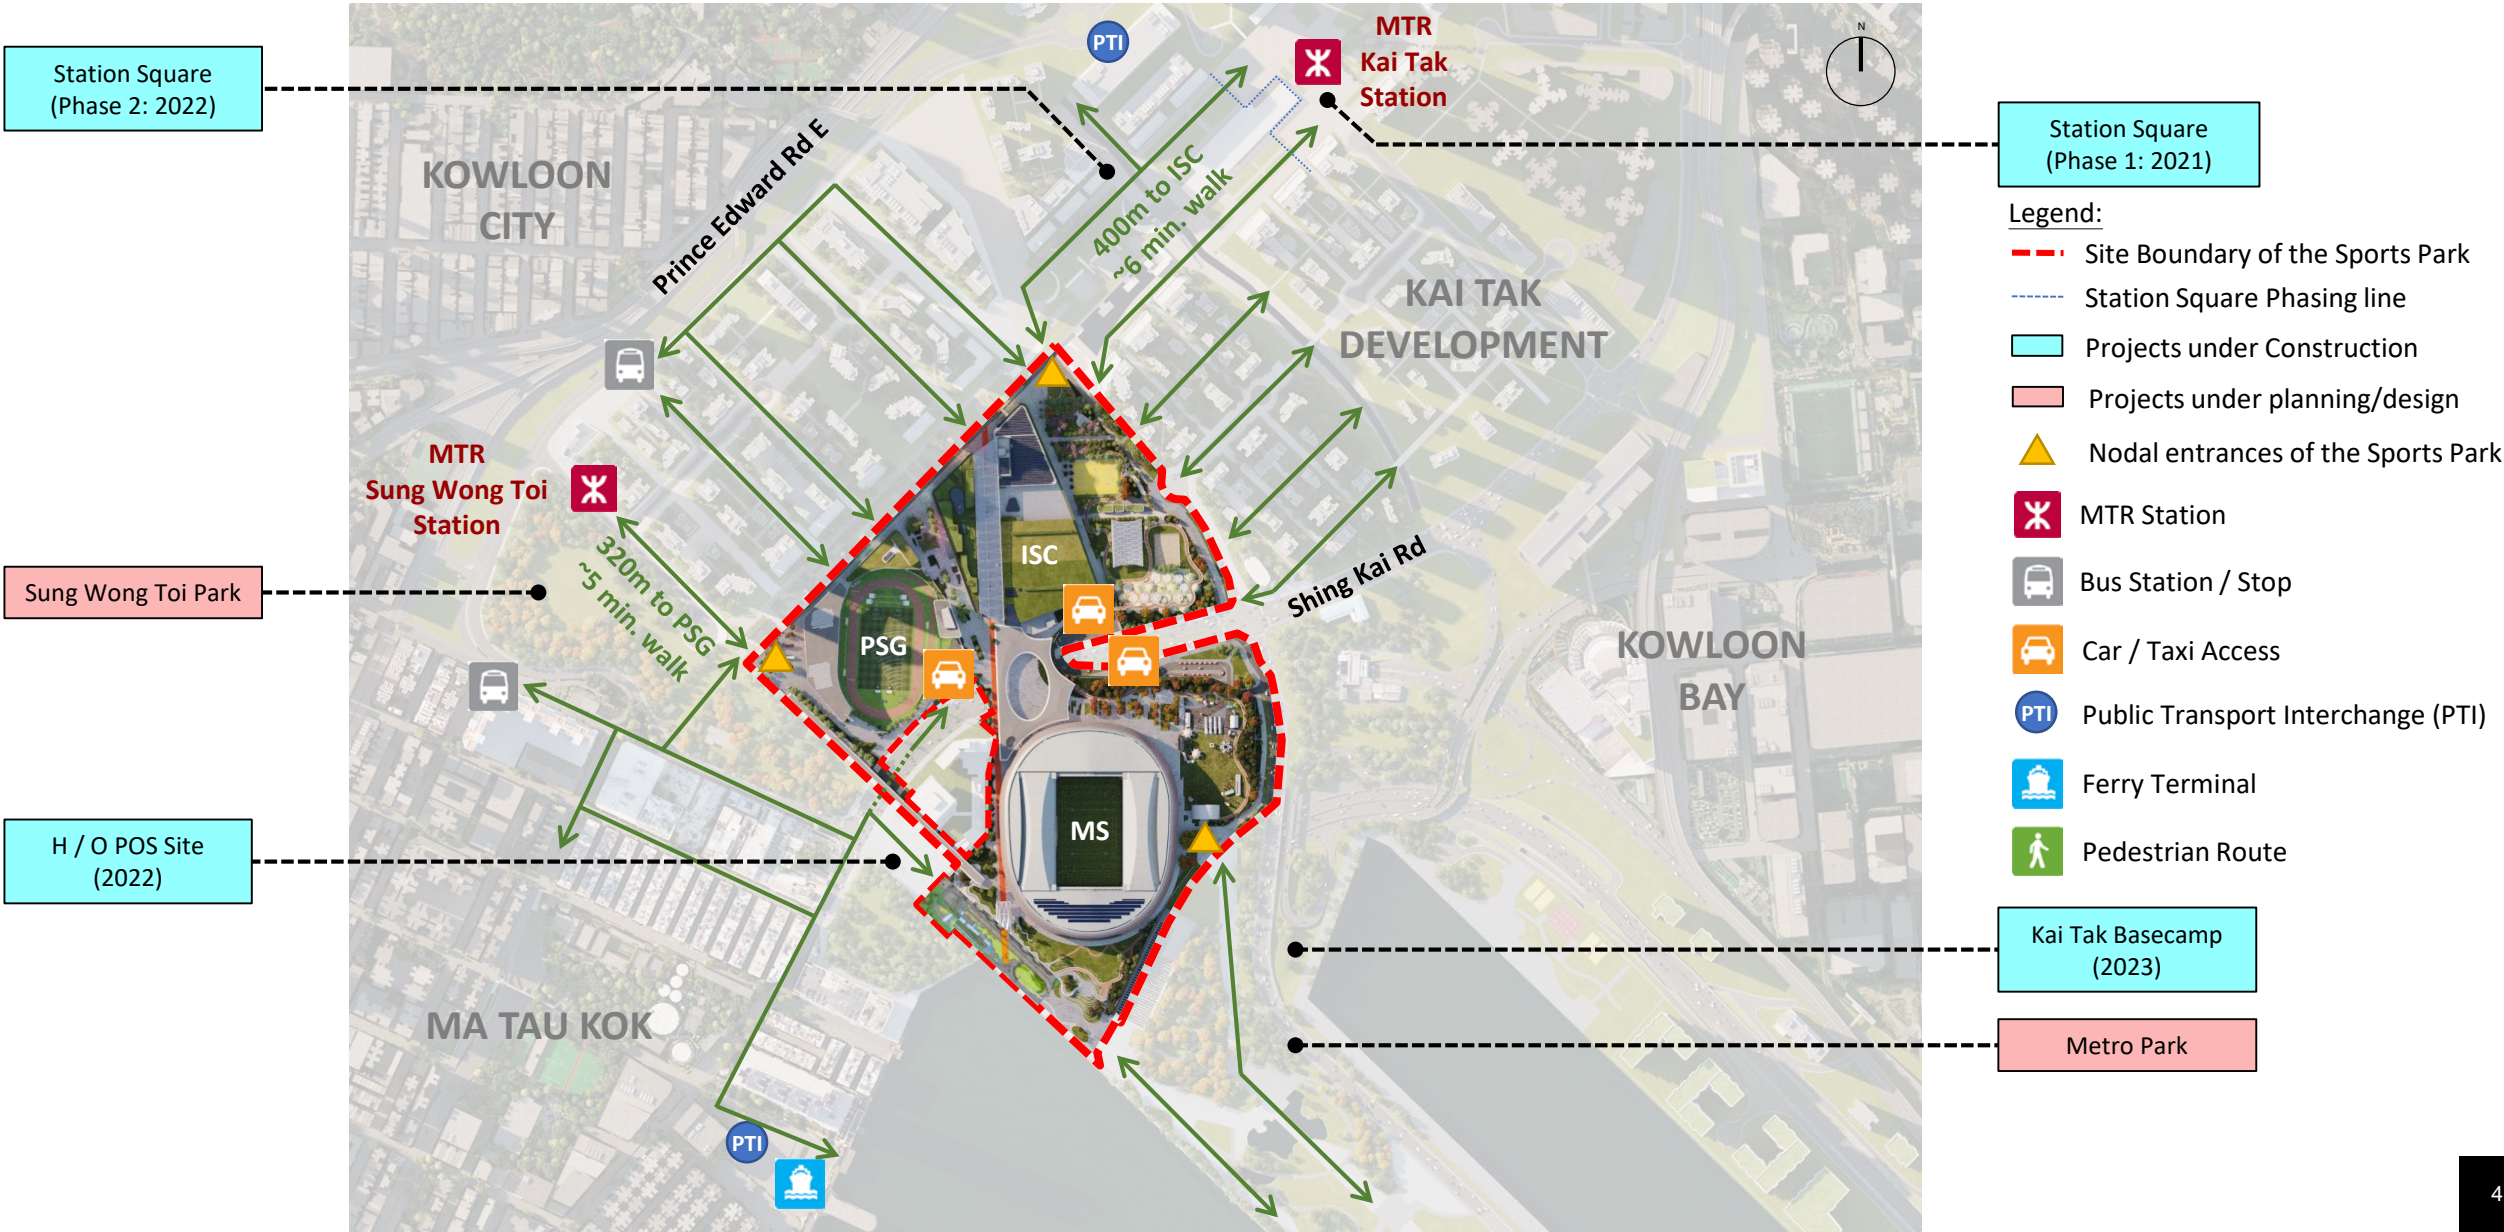 Station Square
(Phase 2: 2022)
Sung Wong Toi Park
H / O POS Site
(2022)
PTI
MTR
Kai Tak
Station
N
KOWLOON
CITY
Prince Edward Rd E
400m to ISC
~6 min. walk
KAI TAK
DEVELOPMENT
MTR
Sung Wong Toi
Station
320m to PSG
~5 min. walk
ISC
PSG
Shing Kai Rd
KOWLOON
BAY
MS
MA TAU KOK
PTI
Station Square
(Phase 1: 2021)
Legend:
Site Boundary of the Sports Park
Station Square Phasing line
Projects under Construction
Projects under planning/design
Nodal entrances of the Sports Park
MTR Station
Bus Station / Stop
Car / Taxi Access
PTI Public Transport Interchange (PTI)
Ferry Terminal
Pedestrian Route
Kai Tak Basecamp
(2023)
Metro Park
4